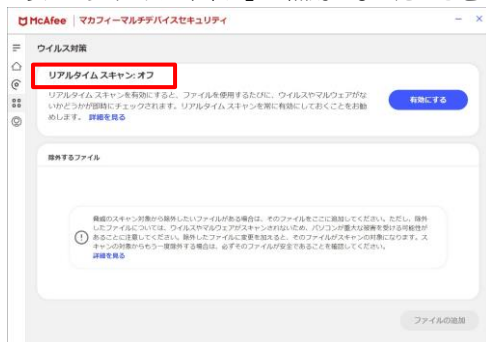 McAfee マカフィーマルチデバイスセキュリティ
ウイルス対策
リアルタイム スキャン: オフ
リアルタイム スキャンを有効にすると、ファイルを使用するたびに、ウイルスやマルウェアがな
いかどうかが即時にチェックされます。リアルタイム スキャンを常に有効にしておくことをお勧
めします。 詳細を見る
有効にする
除外するファイル
脅威のスキャン対象から除外したいファイルがある場合は、そのファイルをここに追加してください。ただし、除外
したファイルについては、ウイルスやマルウェアがスキャンされないため、パソコンが重大な被害を受ける可能性が
あることに注意してください。除外したファイルに変更を加えると、そのファイルがスキャンの対象になります。ス
キャンの対象からもう一度除外する場合は、必ずそのファイルが安全であることを確認してください。
詳細を見る
ファイルの追加